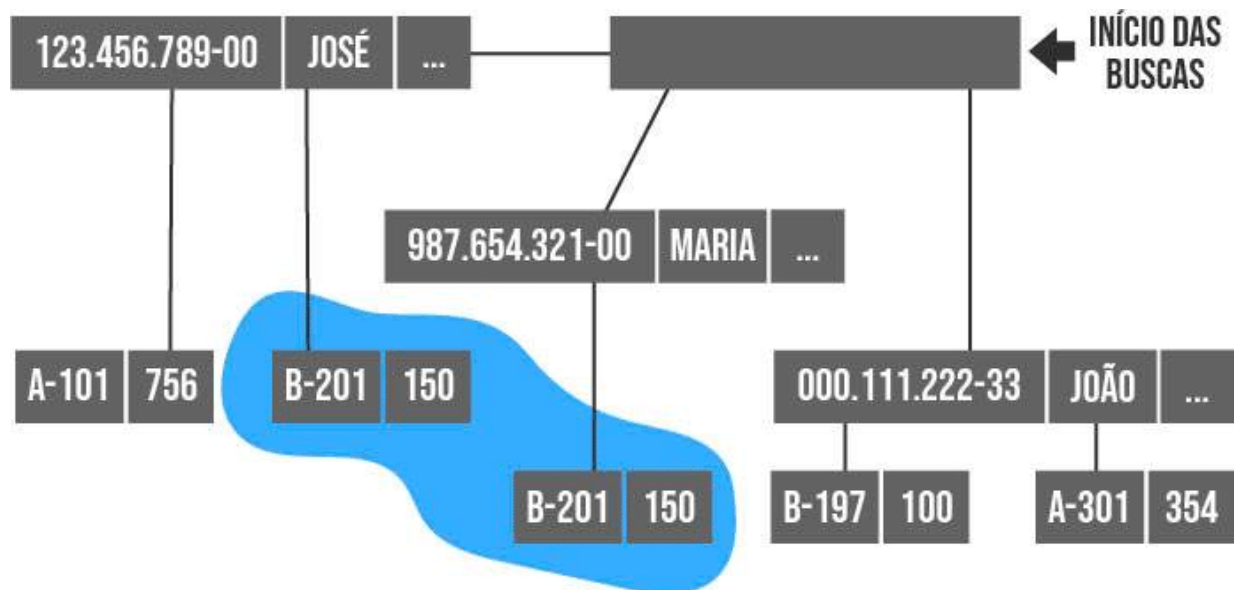 123.456.789-00 JOSÉ ...
INÍCIO DAS
BUSCAS
987.654.321-00 MARIA ...
A-101 756
B-201 150
000.111.222-33 JOÃO ...
B-201 150
B-197 100
A-301 354